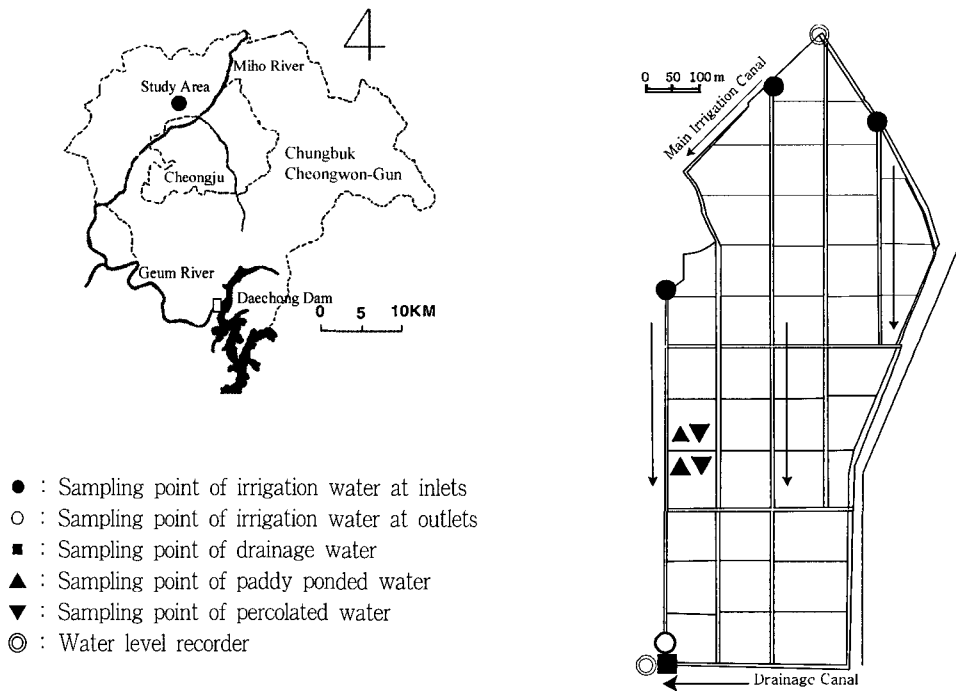 Miho River
Study Area
Cheongju
Chungbuk
Cheongwon-Gun
Geum River
Daechong Dam
0 5 10KM
● : Sampling point of irrigation water at inlets
○ : Sampling point of irrigation water at outlets
■ : Sampling point of drainage water
▲ : Sampling point of paddy ponded water
▼ : Sampling point of percolated water
◎ : Water level recorder
0 50 100 m
Main Irrigation Canal
Drainage Canal